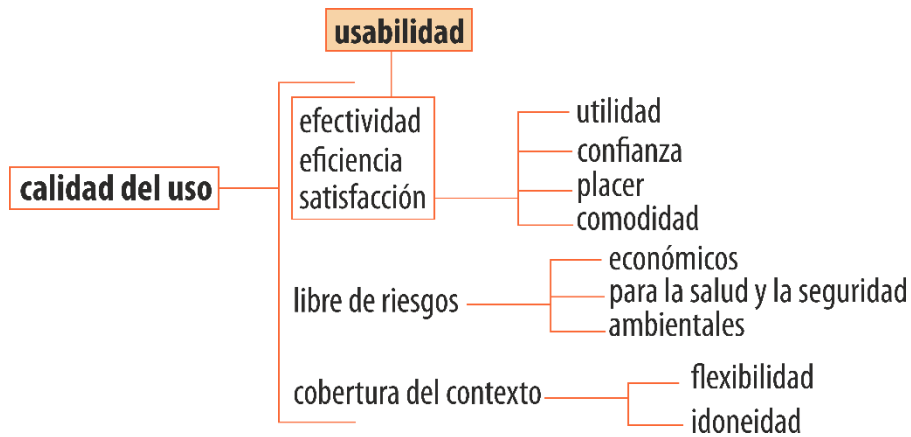 usabilidad
efectividad
eficiencia
satisfacción
utilidad
confianza
placer
comodidad
calidad del uso
libre de riesgos
económicos
para la salud y la seguridad
ambientales
cobertura del contexto
flexibilidad
idoneidad